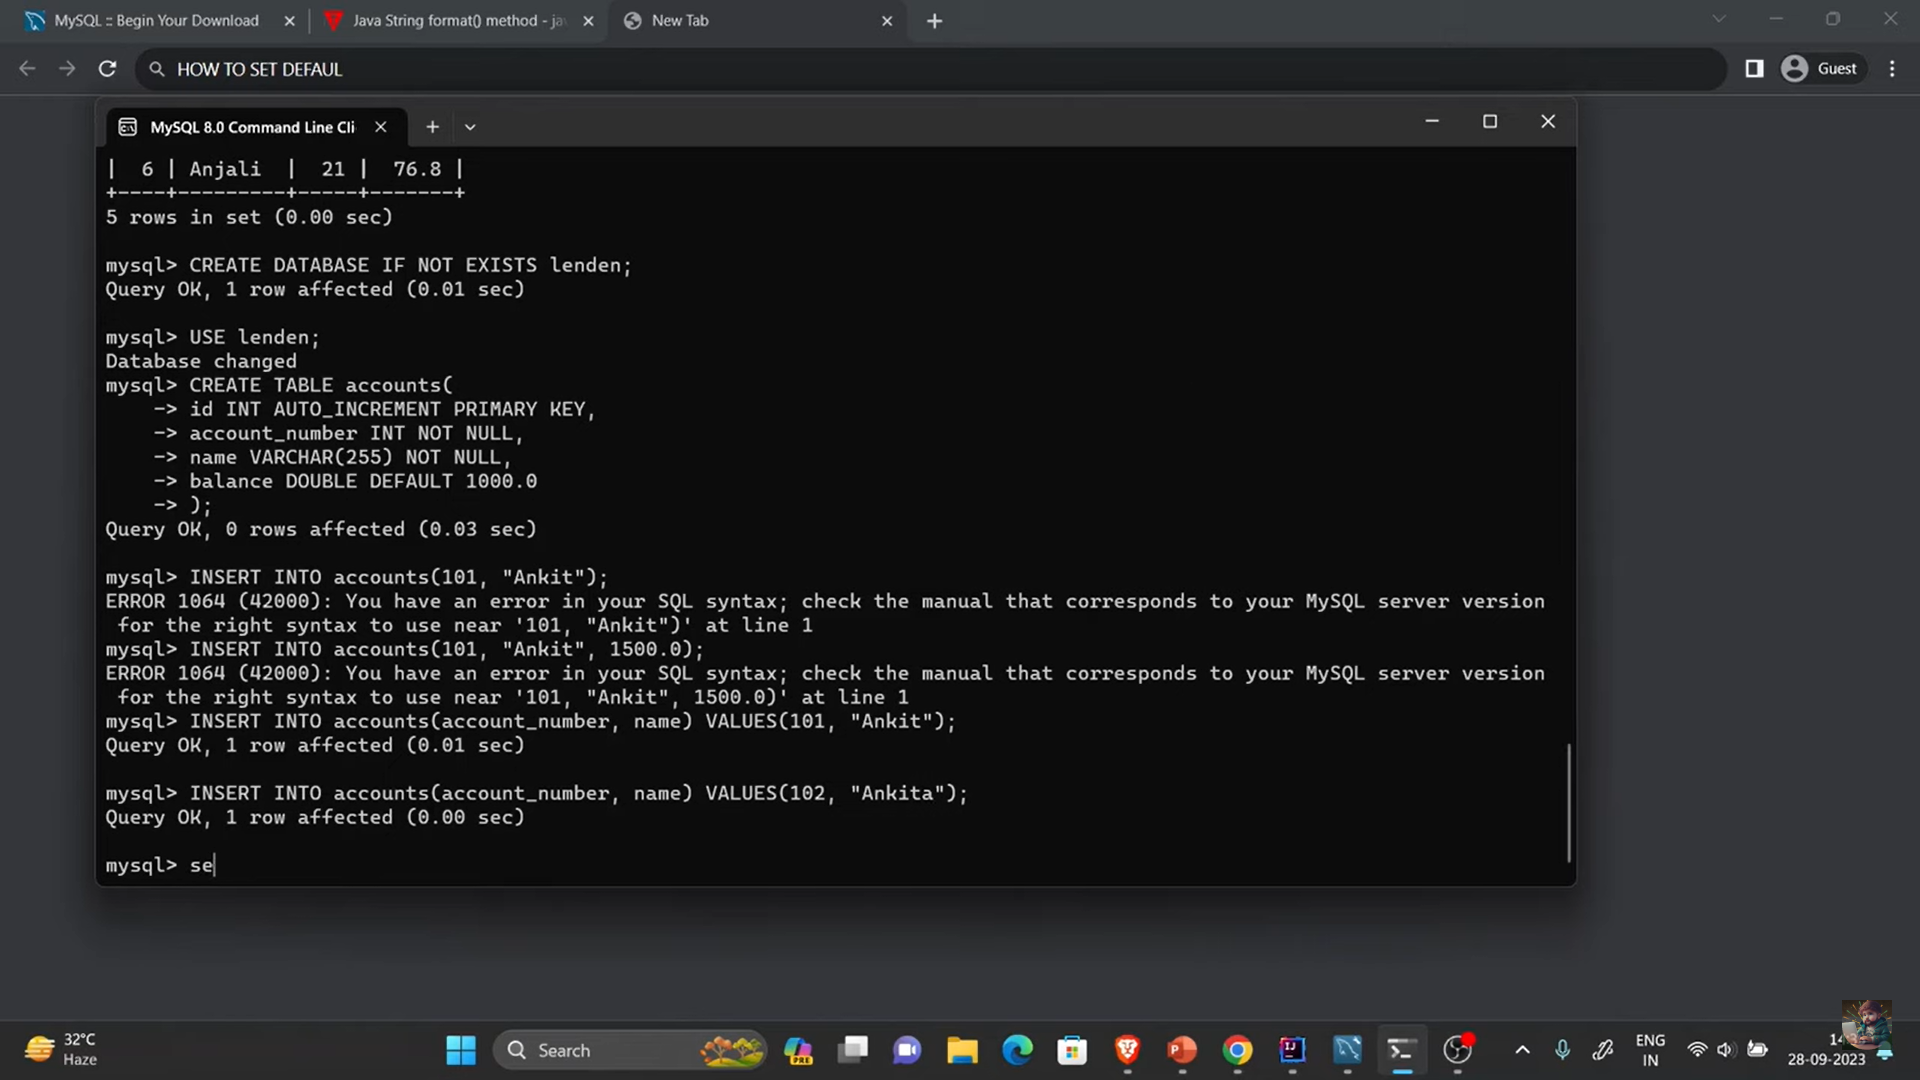 MySQL :: Begin Your Download
Java String format() method - ja
New Tab
HOW TO SET DEFAUL
Guest
MySQL 8.0 Command Line Cli
|  6 | Anjali  |  21 |  76.8 |
+----+---------+-----+-------+
5 rows in set (0.00 sec)
mysql> CREATE DATABASE IF NOT EXISTS lenden;
Query OK, 1 row affected (0.01 sec)
mysql> USE lenden;
Database changed
mysql> CREATE TABLE accounts(
-> id INT AUTO_INCREMENT PRIMARY KEY,
-> account_number INT NOT NULL,
-> name VARCHAR(255) NOT NULL,
-> balance DOUBLE DEFAULT 1000.0
-> );
Query OK, 0 rows affected (0.03 sec)
mysql> INSERT INTO accounts(101, "Ankit");
ERROR 1064 (42000): You have an error in your SQL syntax; check the manual that corresponds to your MySQL server version
for the right syntax to use near '101, "Ankit")' at line 1
mysql> INSERT INTO accounts(101, "Ankit", 1500.0);
ERROR 1064 (42000): You have an error in your SQL syntax; check the manual that corresponds to your MySQL server version
for the right syntax to use near '101, "Ankit", 1500.0)' at line 1
mysql> INSERT INTO accounts(account_number, name) VALUES(101, "Ankit");
Query OK, 1 row affected (0.01 sec)
mysql> INSERT INTO accounts(account_number, name) VALUES(102, "Ankita");
Query OK, 1 row affected (0.00 sec)
mysql> se
32°C
Haze
Search
PRE
ENG
IN
14
28-09-2023